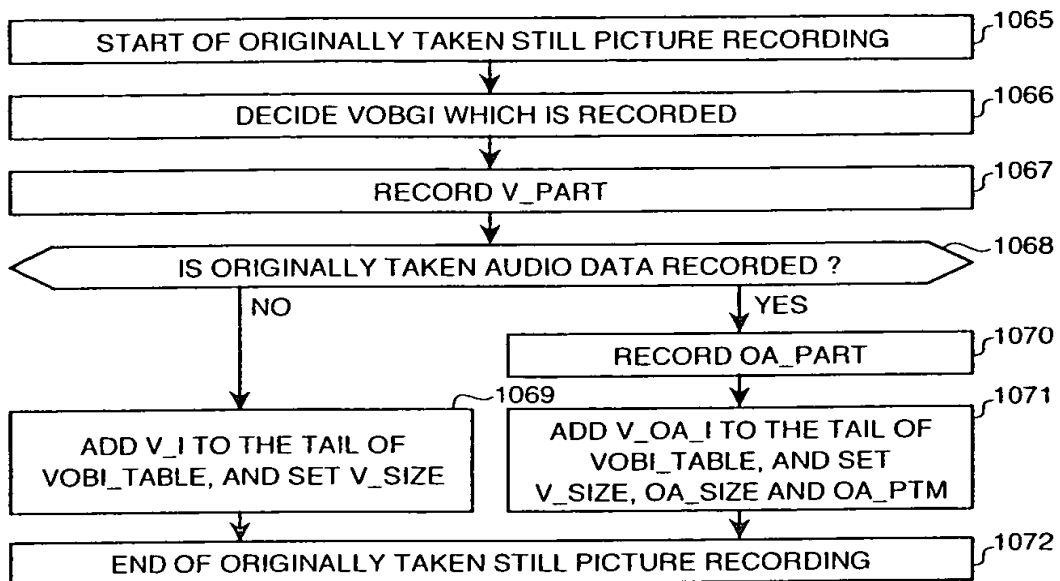 START OF ORIGINALLY TAKEN STILL PICTURE RECORDING
1065
DECIDE VOBGI WHICH IS RECORDED
1066
RECORD V_PART
1067
IS ORIGINALLY TAKEN AUDIO DATA RECORDED ?
1068
NO
YES
RECORD OA_PART
1070
1069
ADD V_I TO THE TAIL OF
VOBI_TABLE, AND SET V_SIZE
1071
ADD V_OA_I TO THE TAIL OF
VOBI_TABLE, AND SET
V_SIZE, OA_SIZE AND OA_PTM
END OF ORIGINALLY TAKEN STILL PICTURE RECORDING
1072